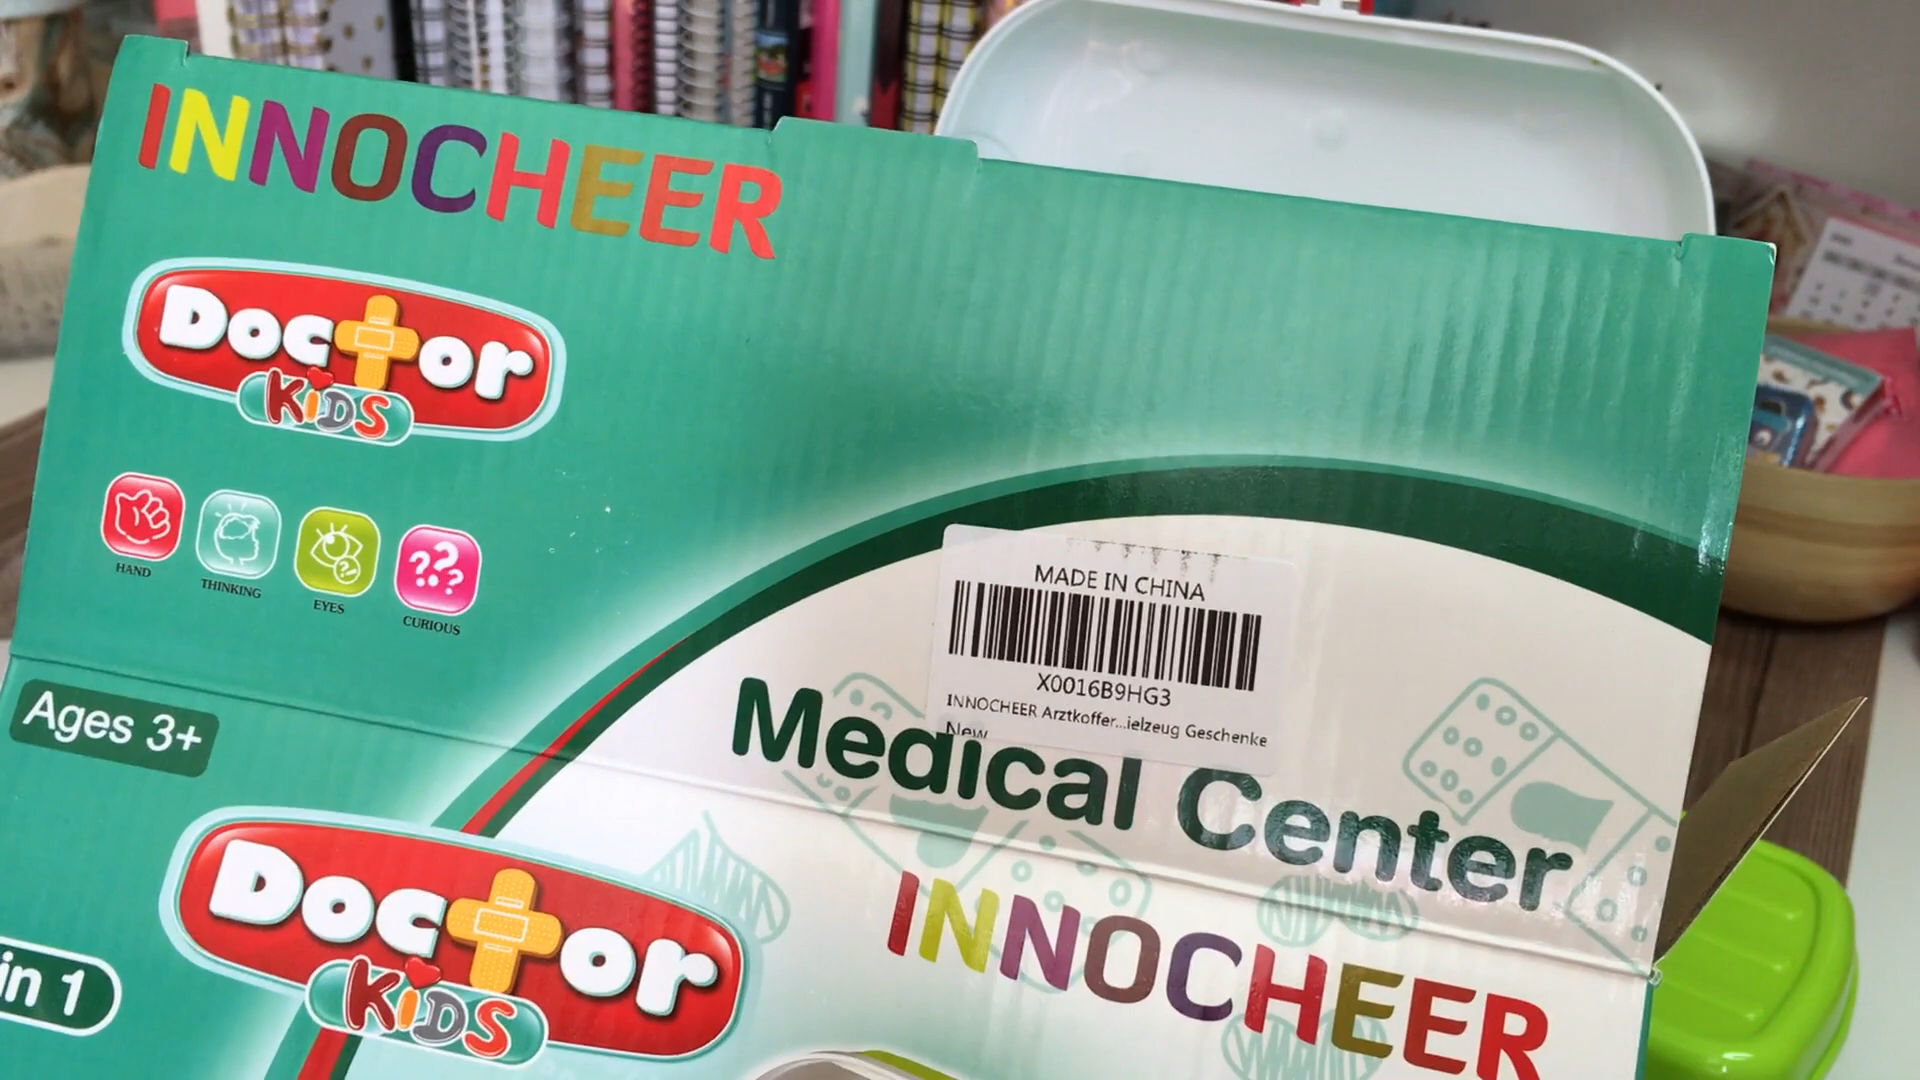 INNOCHEER
Doctor
KiDS
HAND
THINKING
EYES
CURIOUS
MADE IN CHINA
X0016B9HG3
INNOCHEER Arztkoffer...ielzeug Geschenke
New
Ages 3+
Medical Center
Doctor
KiDS
INNOCHEER
in 1